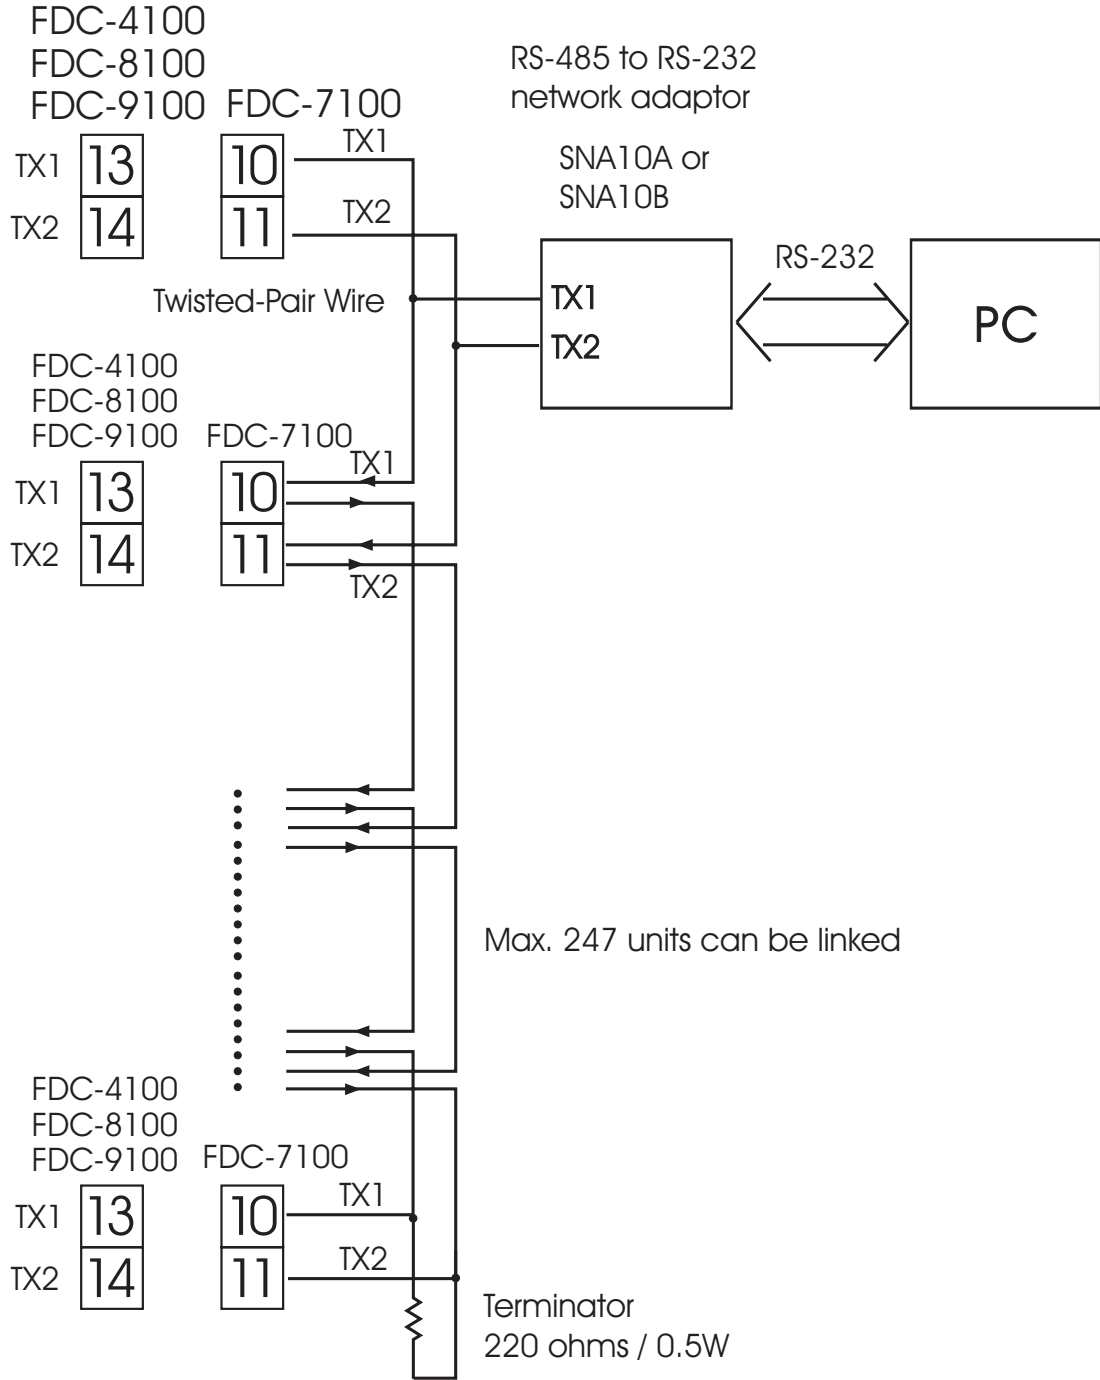 FDC-4100
FDC-8100
FDC-9100 FDC-7100
RS-485 to RS-232
network adaptor
SNA10A or
SNA10B
TX1 13 10 TX1
TX2 14 11 TX2
Twisted-Pair Wire
TX1
TX2
RS-232
PC
FDC-4100
FDC-8100
FDC-9100 FDC-7100
TX1 13 10 TX1
TX2 14 11 TX2
Max. 247 units can be linked
FDC-4100
FDC-8100
FDC-9100 FDC-7100
TX1 13 10 TX1
TX2 14 11 TX2
Terminator
220 ohms / 0.5W